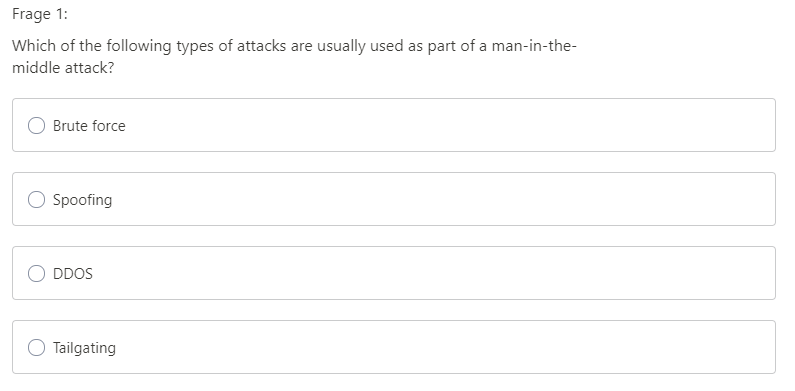 Frage 1:
Which of the following types of attacks are usually used as part of a man-in-the-
middle attack?
Brute force
Spoofing
DDOS
Tailgating